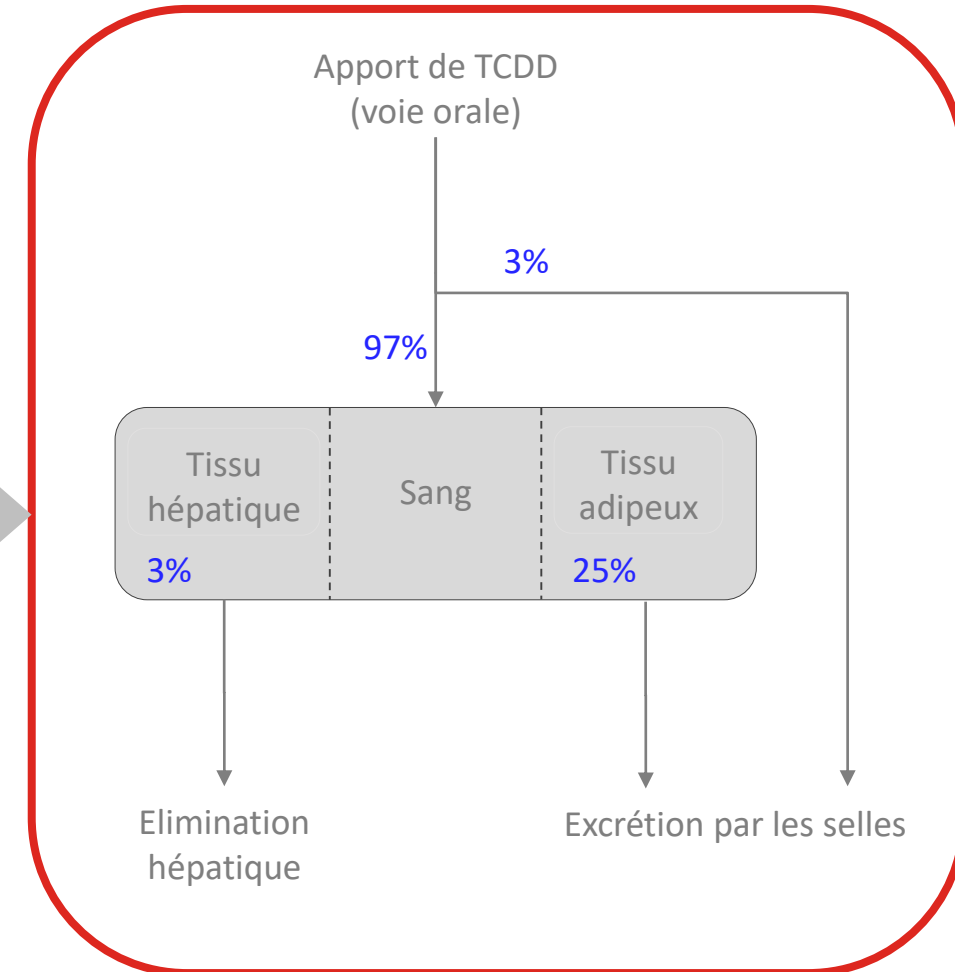 Apport de TCDD
(voie orale)
3%
97%
Tissu
hépatique
Sang
Tissu
adipeux
3%
25%
Elimination
hépatique
Excrétion par les selles